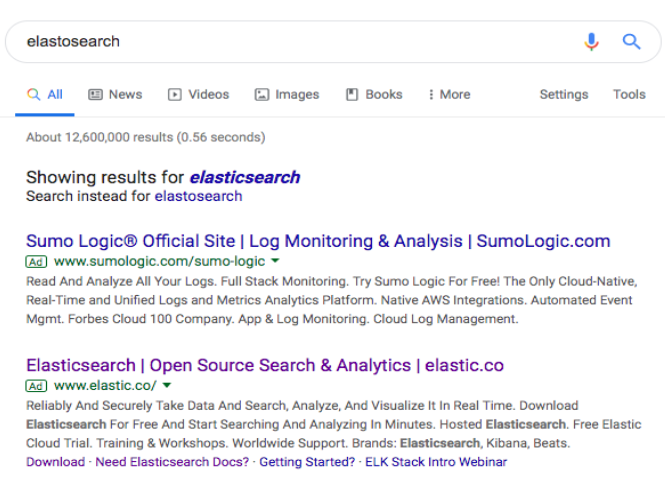 elastosearch
All News Videos Images Books More Settings Tools
About 12,600,000 results (0.56 seconds)
Showing results for elasticsearch
Search instead for elastosearch
Sumo Logic® Official Site | Log Monitoring & Analysis | SumoLogic.com
Ad www.sumologic.com/sumo-logic
Read And Analyze All Your Logs. Full Stack Monitoring. Try Sumo Logic For Free! The Only Cloud-Native,
Real-Time and Unified Logs and Metrics Analytics Platform. Native AWS Integrations. Automated Event
Mgmt. Forbes Cloud 100 Company. App & Log Monitoring. Cloud Log Management.
Elasticsearch | Open Source Search & Analytics | elastic.co
Ad www.elastic.co/
Reliably And Securely Take Data And Search, Analyze, And Visualize It In Real Time. Download
Elasticsearch For Free And Start Searching And Analyzing In Minutes. Hosted Elasticsearch. Free Elastic
Cloud Trial. Training & Workshops. Worldwide Support. Brands: Elasticsearch, Kibana, Beats.
Download · Need Elasticsearch Docs? · Getting Started? · ELK Stack Intro Webinar